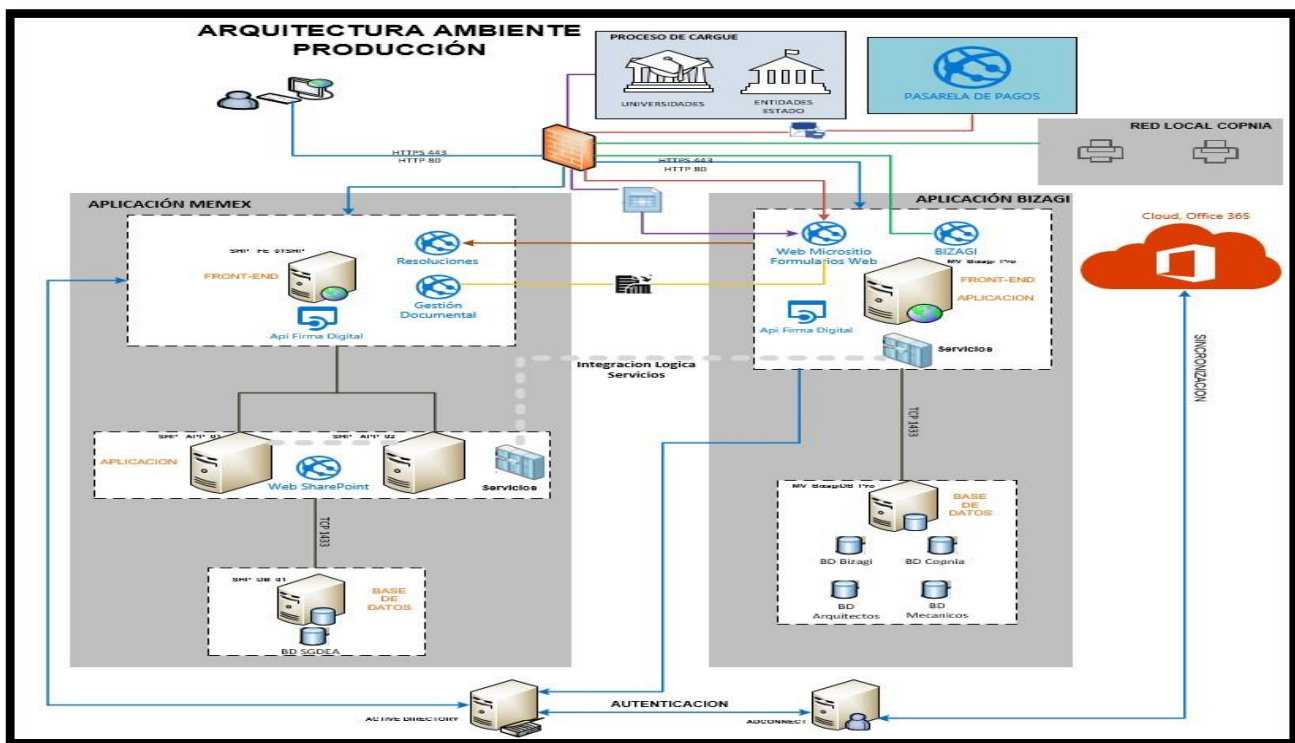 ARQUITECTURA AMBIENTE
PRODUCCIÓN
PROCESO DE CARGUE
UNIVERSIDADES
ENTIDADES
ESTADO
PASARELA DE PAGOS
RED LOCAL COPNIA
HTTPS 443
HTTP 80
HTTPS 443
HTTP 80
APLICACIÓN MEMEX
FRONT-END
Resoluciones
Gestión
Documental
Api Firma Digital
APLICACIÓN BIZAGI
Web Micrositio
Formularios Web
BIZAGI
FRONT-END
APLICACION
Api Firma Digital
Servicios
Cloud, Office 365
SINCRONIZACION
Integracion Logica
Servicios
APLICACION
Web SharePoint
Servicios
TCP 1433
TCP 1433
BASE
DE
DATOS
BD SGDEA
BASE
DE
DATOS
BD Bizagi
BD Copnia
BD
Arquitectos
BD
Mecanicos
ACTIVE DIRECTORY
AUTENTICACION
ADCONNECT